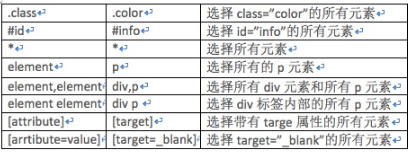 .class .color 选择 class="color"的所有元素
#id #info 选择 id="info"的所有元素
* * 选择所有元素
element p 选择所有的 p 元素
element,element div,p 选择所有 div 元素和所有 p 元素
element element div p 选择 div 标签内部的所有 p 元素
[attribute] [target] 选择带有 targe 属性的所有元素
[arrtibute=value] [target=_blank] 选择 target="_blank"的所有元素